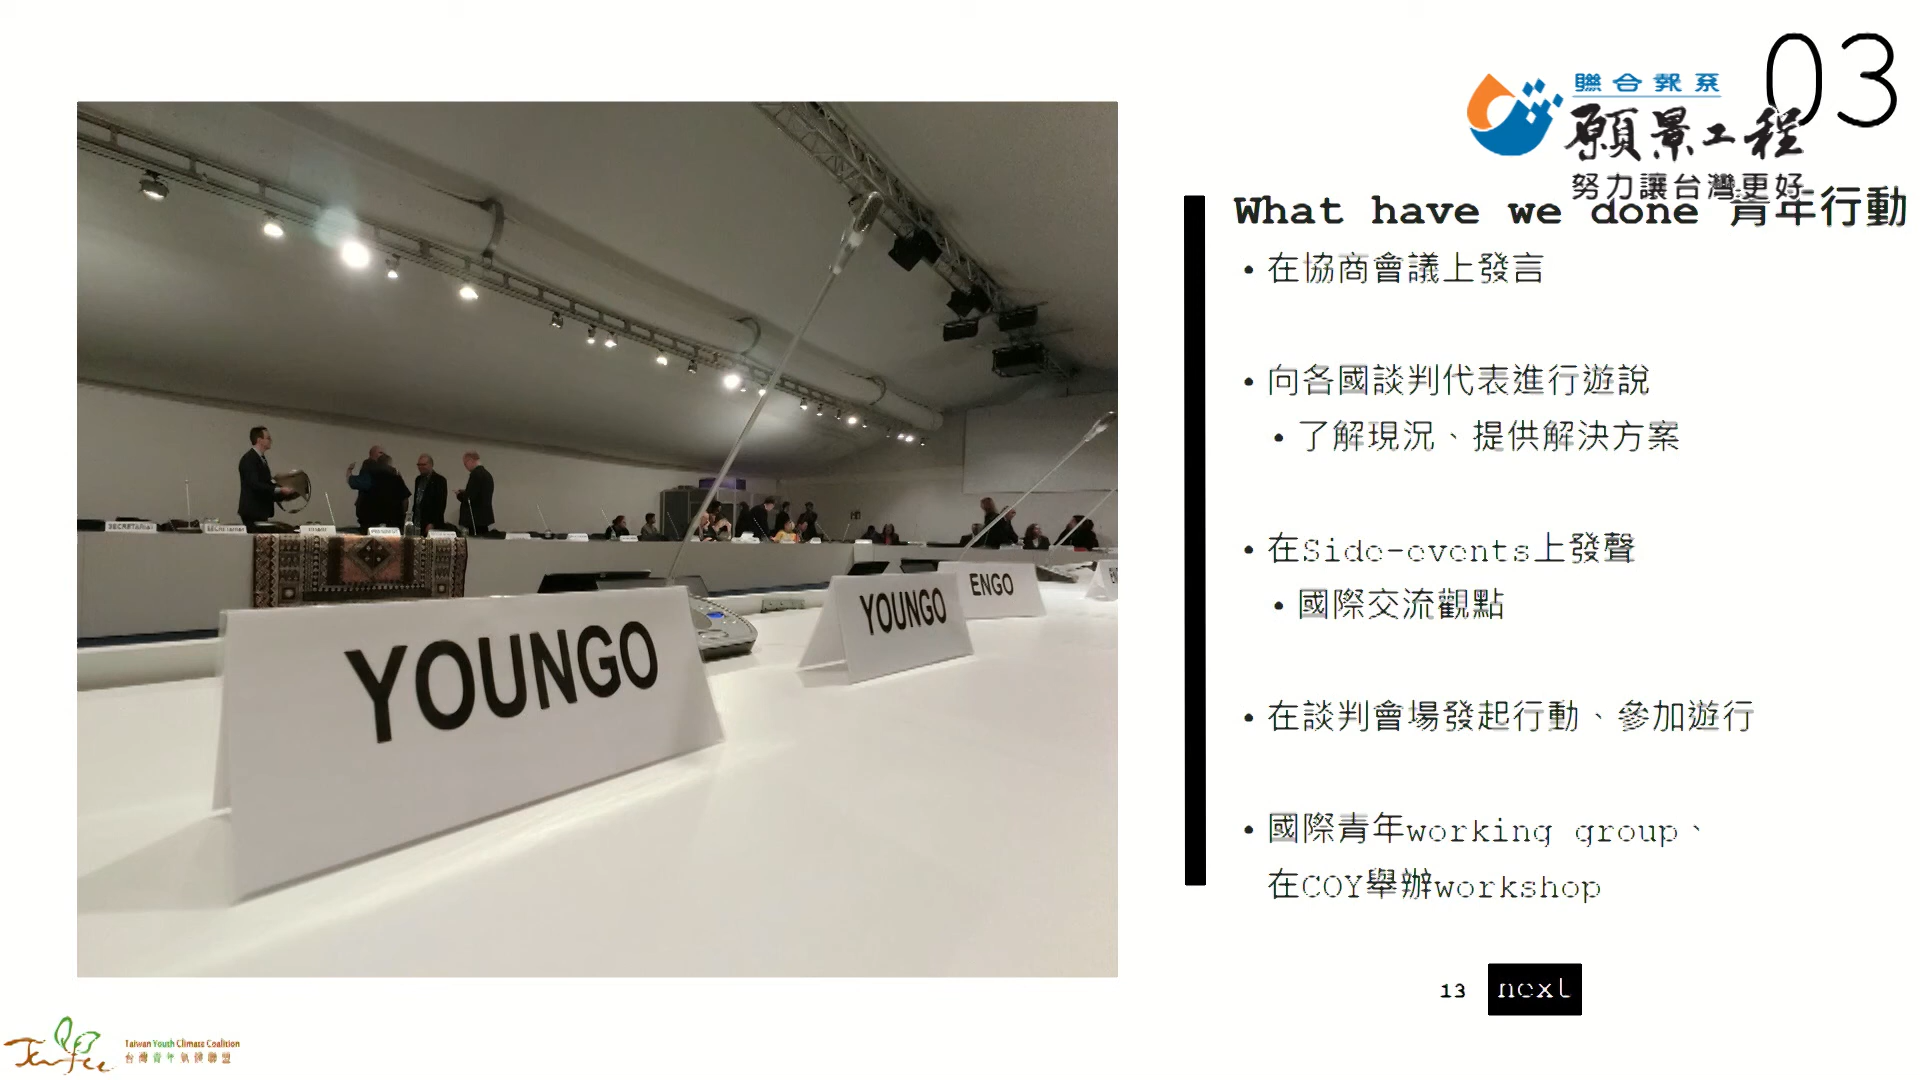 03
聯合報系
願景工程
努力讓台灣更好
What have we done 青年行動
• 在協商會議上發言
• 向各國談判代表進行遊說
• 了解現況、提供解決方案
• 在Side-events上發聲
• 國際交流觀點
• 在談判會場發起行動、參加遊行
• 國際青年working group、
在COY舉辦workshop
SECRETARIAT
YOUNGO
YOUNGO
ENGO
13
next
Taiwan Youth Climate Coalition
台灣青年氣候聯盟